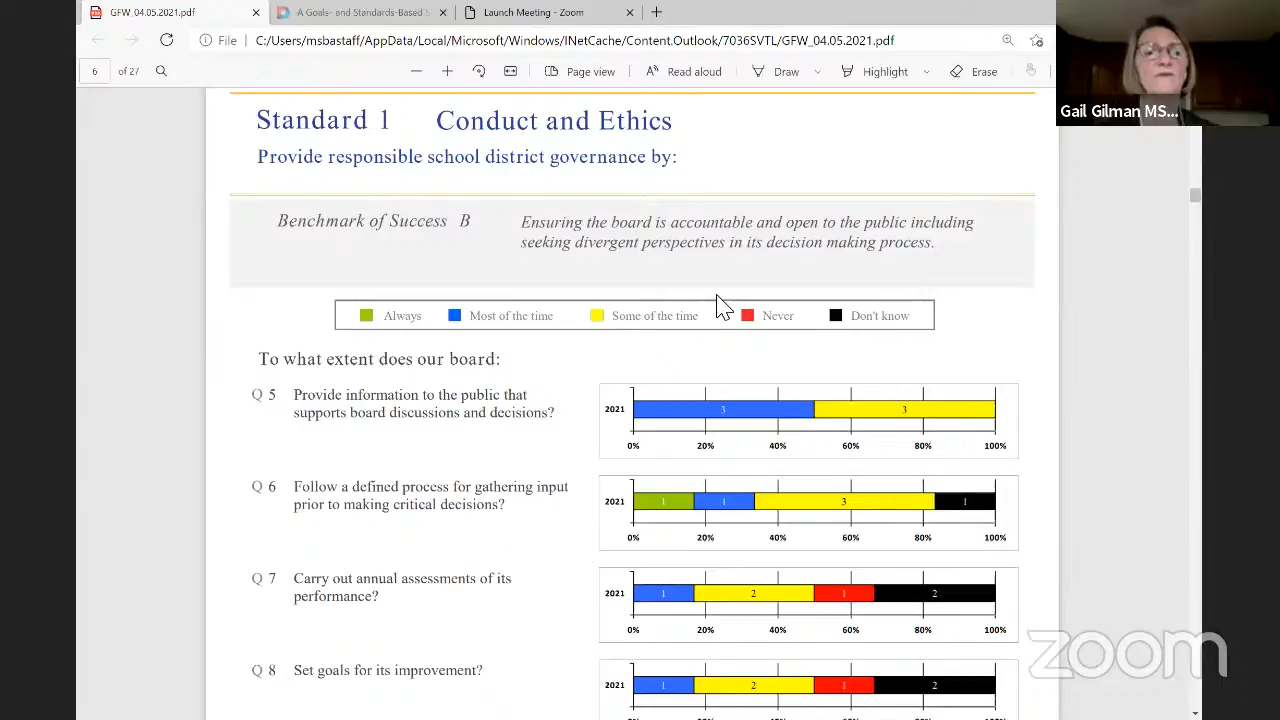 GFW_04.05.2021.pdf
A Goals- and Standards-Based S
Launch Meeting - Zoom
File
C:/Users/msbastaff/AppData/Local/Microsoft/Windows/INetCache/Content.Outlook/7036SVTL/GFW_04.05.2021.pdf
6 of 27
Page view
Read aloud
Draw
Highlight
Erase
Gail Gilman MS...
Standard 1 Conduct and Ethics
Provide responsible school district governance by:
Benchmark of Success B
Ensuring the board is accountable and open to the public including
seeking divergent perspectives in its decision making process.
Always Most of the time Some of the time Never Don't know
To what extent does our board:
Q 5 Provide information to the public that
supports board discussions and decisions?
2021 3 3
0% 20% 40% 60% 80% 100%
Q 6 Follow a defined process for gathering input
prior to making critical decisions?
2021 1 1 3 1
0% 20% 40% 60% 80% 100%
Q 7 Carry out annual assessments of its
performance?
2021 1 2 1 2
0% 20% 40% 60% 80% 100%
Q 8 Set goals for its improvement?
2021 1 2 1 2
zoom